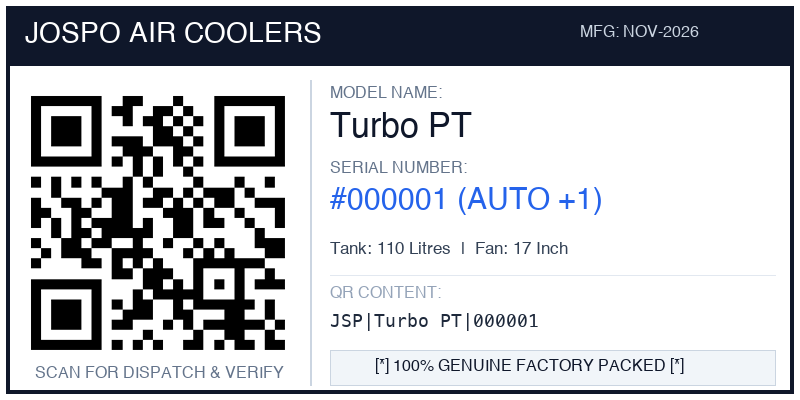 JOSPO AIR COOLERS
MFG: NOV-2026
MODEL NAME:
Turbo PT
SERIAL NUMBER:
#000001 (AUTO +1)
Tank: 110 Litres | Fan: 17 Inch
QR CONTENT:
JSP|Turbo PT|000001
[*] 100% GENUINE FACTORY PACKED [*]
SCAN FOR DISPATCH & VERIFY